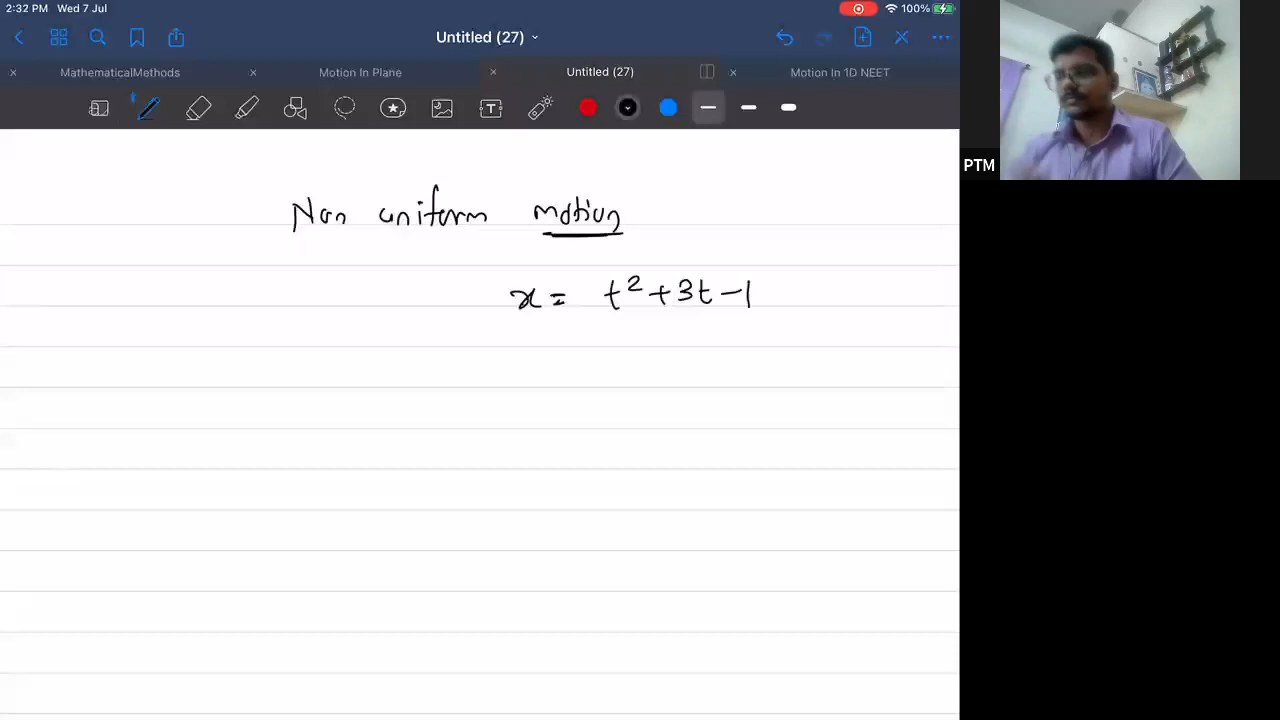 2:32 PM Wed 7 Jul 100%
Untitled (27)
MathematicalMethods Motion In Plane Untitled (27) Motion In 1D NEET
Non uniform motion
x = t² + 3t - 1
PTM